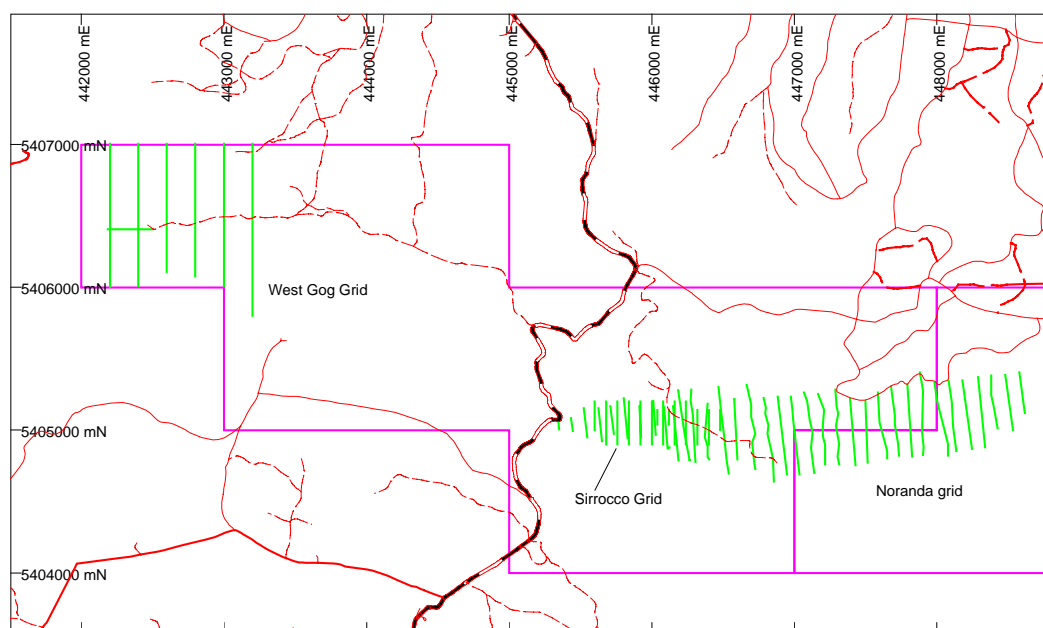 442000 mE
443000 mE
444000 mE
445000 mE
446000 mE
447000 mE
448000 mE
5407000 mN
5406000 mN
West Gog Grid
5405000 mN
Sirrocco Grid
Noranda grid
5404000 mN